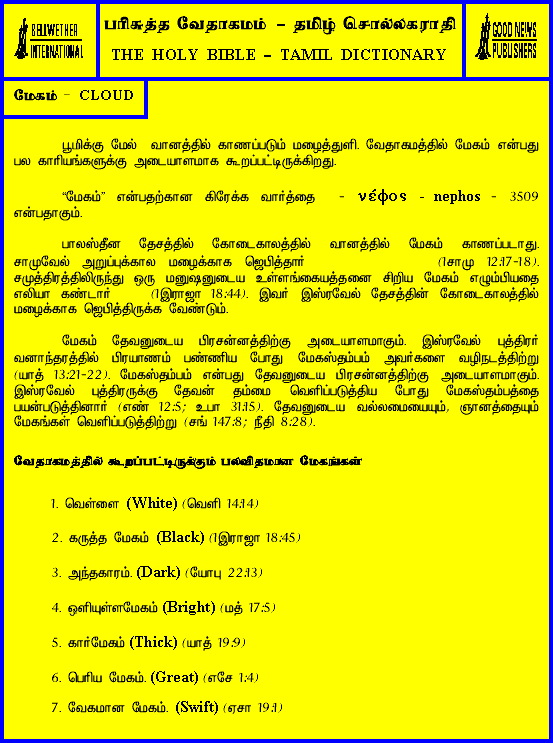 BELLWETHER
INTERNATIONAL
பரிசுத்த வேதாகமம் – தமிழ் சொல்லகராதி
THE HOLY BIBLE – TAMIL DICTIONARY
GOOD NEWS
PUBLISHERS
மேகம் – CLOUD
பூமிக்கு மேல் வானத்தில் காணப்படும் மழைத்துளி. வேதாகமத்தில் மேகம் என்பது
பல காரியங்களுக்கு அடையாளமாக கூறப்பட்டிருக்கிறது.
“மேகம்” என்பதற்கான கிரேக்க வார்த்தை - νέφος - nephos - 3509
என்பதாகும்.
பாலஸ்தீன தேசத்தில் கோடைகாலத்தில் வானத்தில் மேகம் காணப்படாது.
சாமுவேல் அறுப்புக்கால மழைக்காக ஜெபித்தார் (1சாமு 12:17-18).
சமுத்திரத்திலிருந்து ஒரு மனுஷனுடைய உள்ளங்கையத்தனை சிறிய மேகம் எழும்பியதை
எலியா கண்டார் (1இராஜா 18:44). இவர் இஸ்ரவேல் தேசத்தின் கோடைகாலத்தில்
மழைக்காக ஜெபித்திருக்க வேண்டும்.
மேகம் தேவனுடைய பிரசன்னத்திற்கு அடையாளமாகும். இஸ்ரவேல் புத்திரர்
வனாந்தரத்தில் பிரயாணம் பண்ணிய போது மேகஸ்தம்பம் அவர்களை வழிநடத்திற்று
(யாத் 13:21-22). மேகஸ்தம்பம் என்பது தேவனுடைய பிரசன்னத்திற்கு அடையாளமாகும்.
இஸ்ரவேல் புத்திரருக்கு தேவன் தம்மை வெளிப்படுத்திய போது மேகஸ்தம்பத்தை
பயன்படுத்தினார் (எண் 12:5; உபா 31:15). தேவனுடைய வல்லமையையும், ஞானத்தையும்
மேகங்கள் வெளிப்படுத்திற்று (சங் 147:8; நீதி 8:28).
வேதாகமத்தில் கூறப்பட்டிருக்கும் பலவிதமான மேகங்கள்
1. வெள்ளை (White) (வெளி 14:14)
2. கருத்த மேகம் (Black) (1இராஜா 18:45)
3. அந்தகாரம். (Dark) (யோபு 22:13)
4. ஒளியுள்ளமேகம் (Bright) (மத் 17:5)
5. கார்மேகம் (Thick) (யாத் 19:9)
6. பெரிய மேகம். (Great) (எசே 1:4)
7. வேகமான மேகம். (Swift) (ஏசா 19:1)